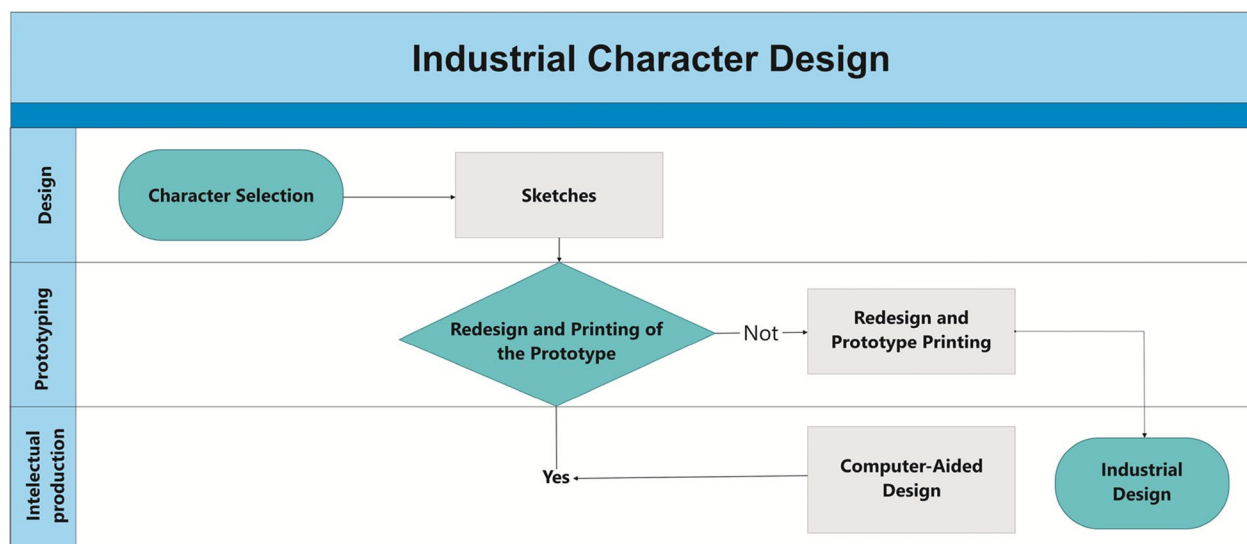 Industrial Character Design
Design
Character Selection
Sketches
Prototyping
Redesign and Printing of
the Prototype
Not
Redesign and
Prototype Printing
Intelectual
production
Yes
Computer-Aided
Design
Industrial
Design